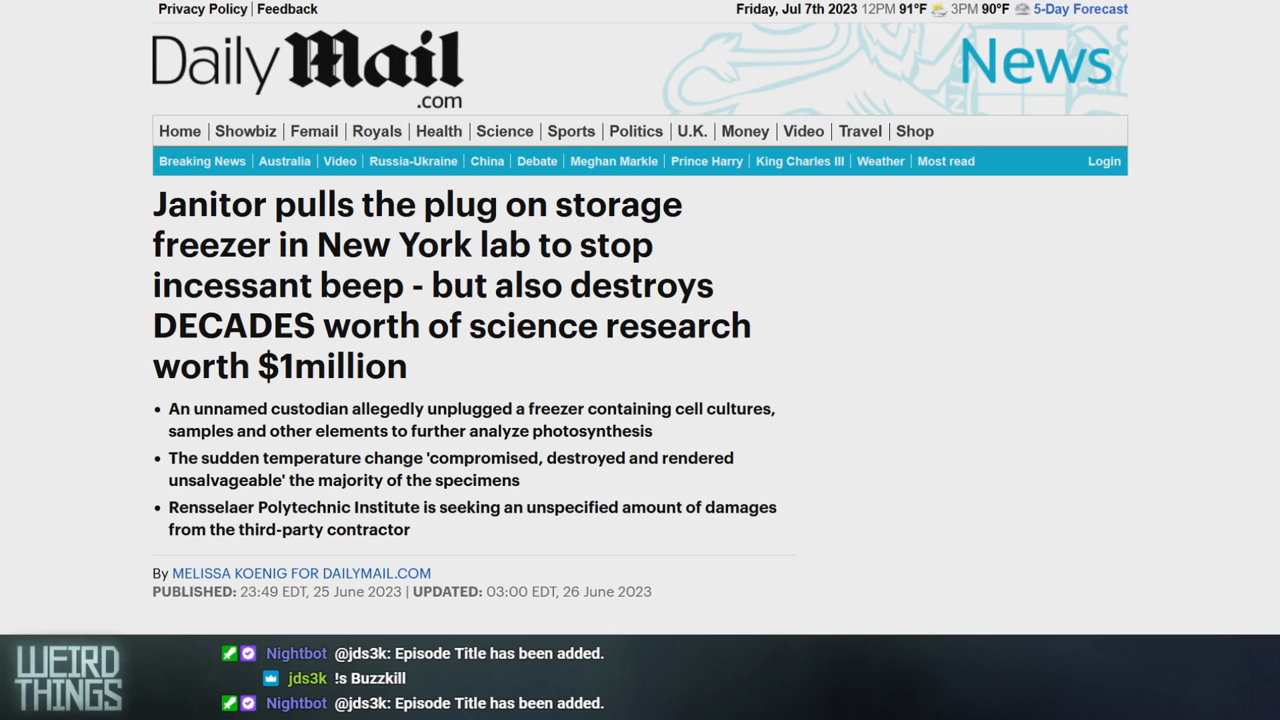 Privacy Policy | Feedback
Friday, Jul 7th 2023 12PM 91°F 3PM 90°F 5-Day Forecast
Daily Mail
.com
News
Home Showbiz Femail Royals Health Science Sports Politics U.K. Money Video Travel Shop
Breaking News Australia Video Russia-Ukraine China Debate Meghan Markle Prince Harry King Charles III Weather Most read Login
Janitor pulls the plug on storage
freezer in New York lab to stop
incessant beep - but also destroys
DECADES worth of science research
worth $1million
• An unnamed custodian allegedly unplugged a freezer containing cell cultures,
samples and other elements to further analyze photosynthesis
• The sudden temperature change 'compromised, destroyed and rendered
unsalvageable' the majority of the specimens
• Rensselaer Polytechnic Institute is seeking an unspecified amount of damages
from the third-party contractor
By MELISSA KOENIG FOR DAILYMAIL.COM
PUBLISHED: 23:49 EDT, 25 June 2023 | UPDATED: 03:00 EDT, 26 June 2023
WEIRD
THINGS
Nightbot @jds3k: Episode Title has been added.
jds3k !s Buzzkill
Nightbot @jds3k: Episode Title has been added.